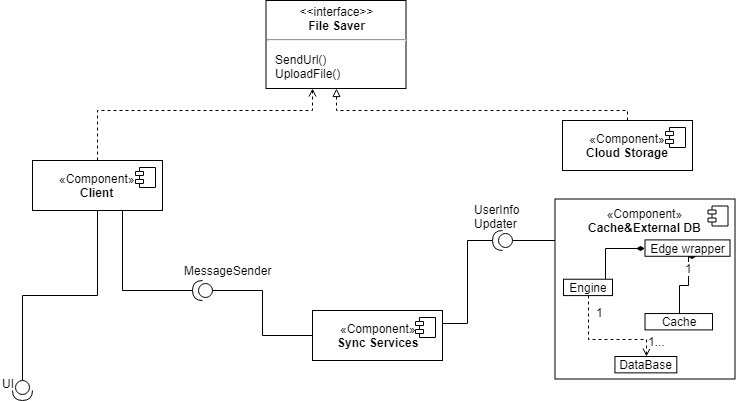 <<interface>>
File Saver
SendUrl()
UploadFile()
«Component»
Cloud Storage
«Component»
Client
UserInfo
Updater
«Component»
Cache&External DB
Edge wrapper
1
Engine
1
Cache
1...
DataBase
MessageSender
«Component»
Sync Services
UI